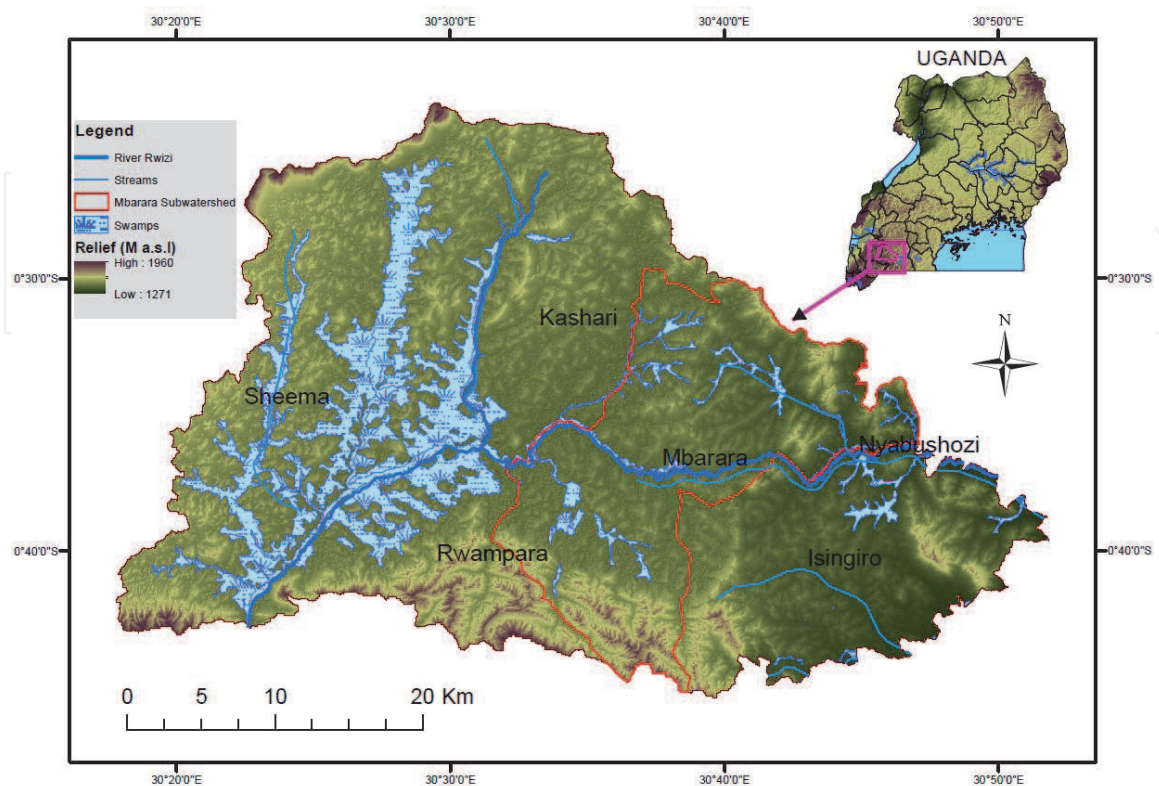 30°20'0"E 30°30'0"E 30°40'0"E 30°50'0"E
UGANDA
Legend
River Rwizi
Streams
Mbarara Subwatershed
Swamps
Relief (M a.s.l)
High : 1960
Low : 1271
0°30'0"S 0°30'0"S
Kashari
N
Sheema
Nyabushozi
Mbarara
0°40'0"S 0°40'0"S
Rwampara
Isingiro
0 5 10 20 Km
30°20'0"E 30°30'0"E 30°40'0"E 30°50'0"E